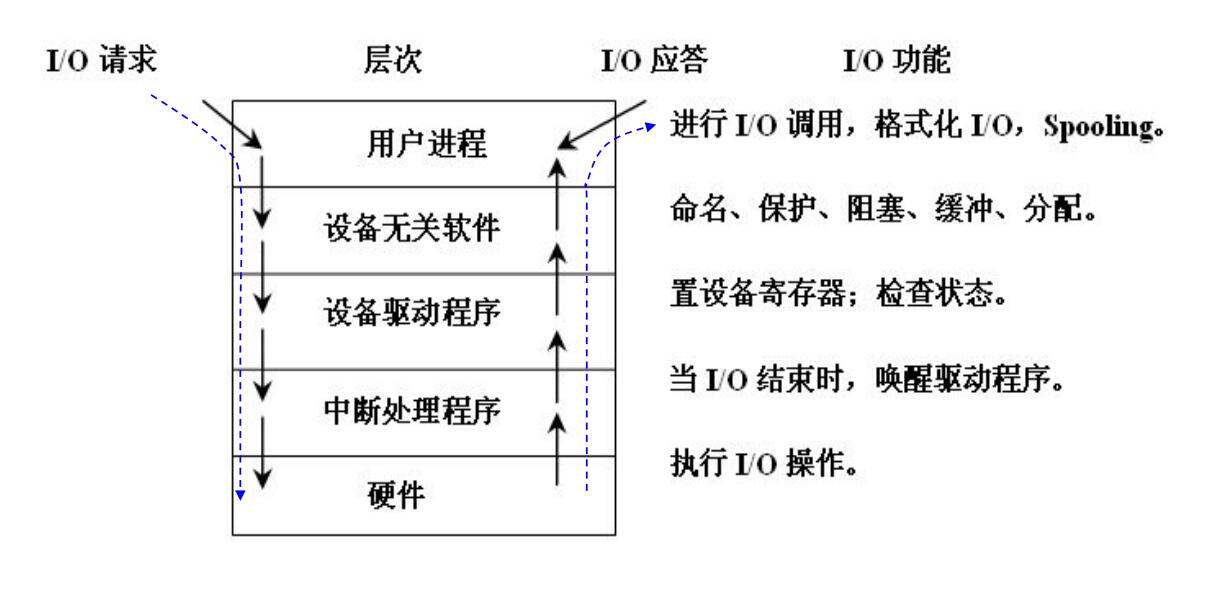 I/O 请求 层次 I/O 应答 I/O 功能
用户进程 进行 I/O 调用，格式化 I/O，Spooling。
设备无关软件 命名、保护、阻塞、缓冲、分配。
设备驱动程序 置设备寄存器；检查状态。
中断处理程序 当 I/O 结束时，唤醒驱动程序。
硬件 执行 I/O 操作。